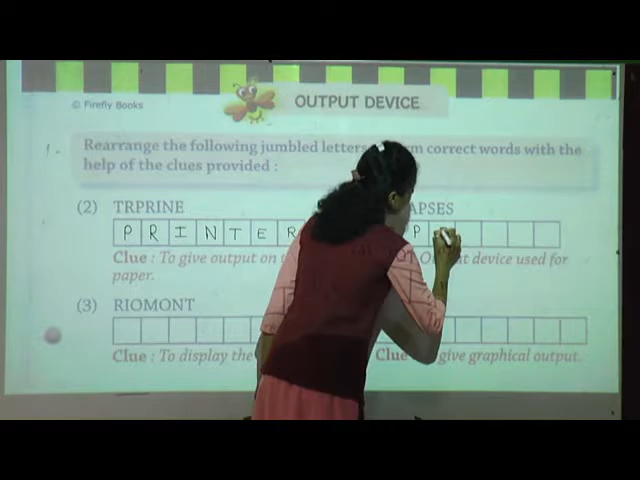 © Firefly Books
OUTPUT DEVICE
1.
Rearrange the following jumbled letters correct words with the
help of the clues provided :
(2) TRPRINE
APSES
PRINTER
P
Clue : To give output on device used for
paper.
(3) RIOMONT
Clue : To display the
Clue give graphical output.